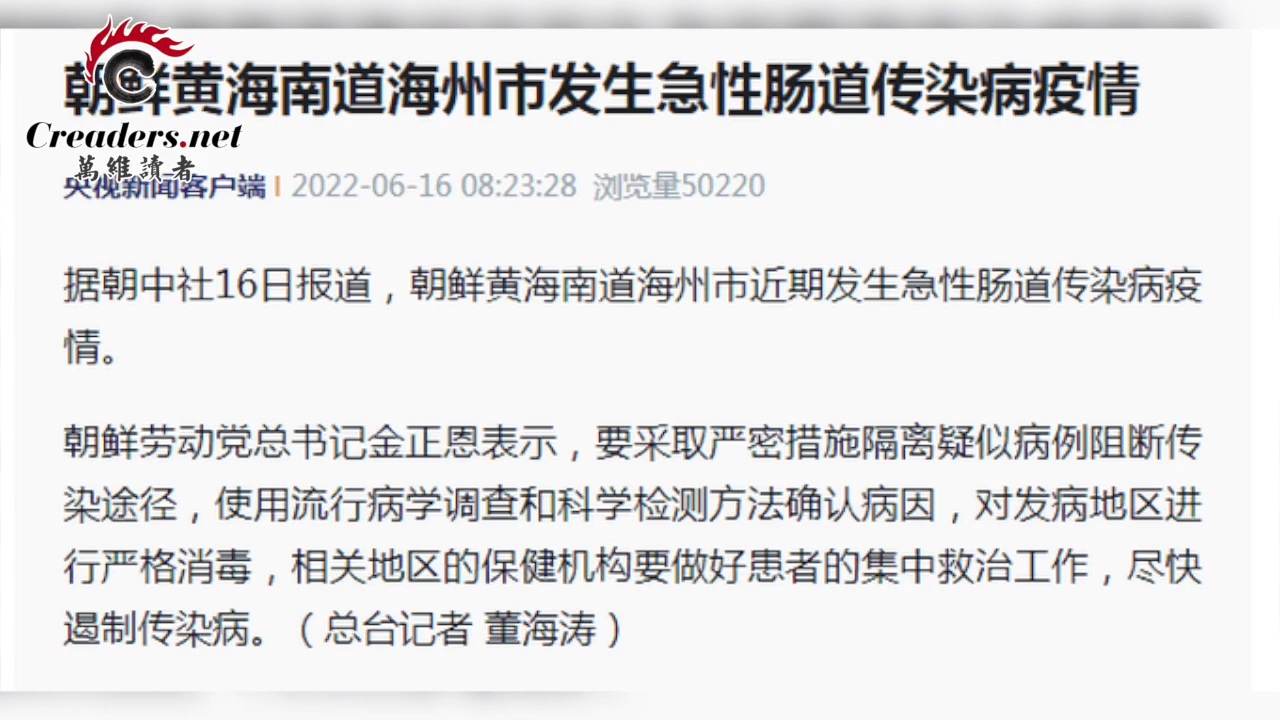 朝鲜黄海南道海州市发生急性肠道传染病疫情
Creaders.net
萬維讀者
央视新闻客户端 2022-06-16 08:23:28 浏览量50220
据朝中社16日报道，朝鲜黄海南道海州市近期发生急性肠道传染病疫
情。
朝鲜劳动党总书记金正恩表示，要采取严密措施隔离疑似病例阻断传
染途径，使用流行病学调查和科学检测方法确认病因，对发病地区进
行严格消毒，相关地区的保健机构要做好患者的集中救治工作，尽快
遏制传染病。（总台记者 董海涛）